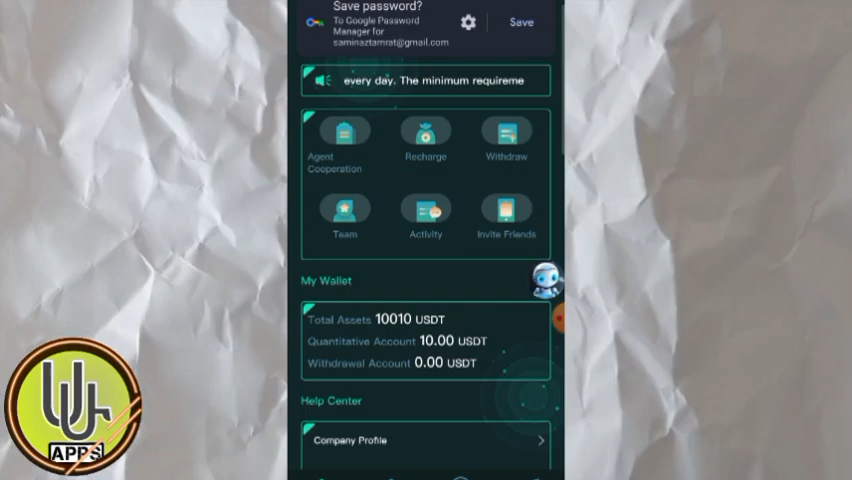 Save password?
To Google Password
Manager for
saminaztamrat@gmail.com
Save
every day. The minimum requireme
Agent
Cooperation
Recharge
Withdraw
Team
Activity
Invite Friends
My Wallet
Total Assets 10010 USDT
Quantitative Account 10.00 USDT
Withdrawal Account 0.00 USDT
Help Center
Company Profile
APPS